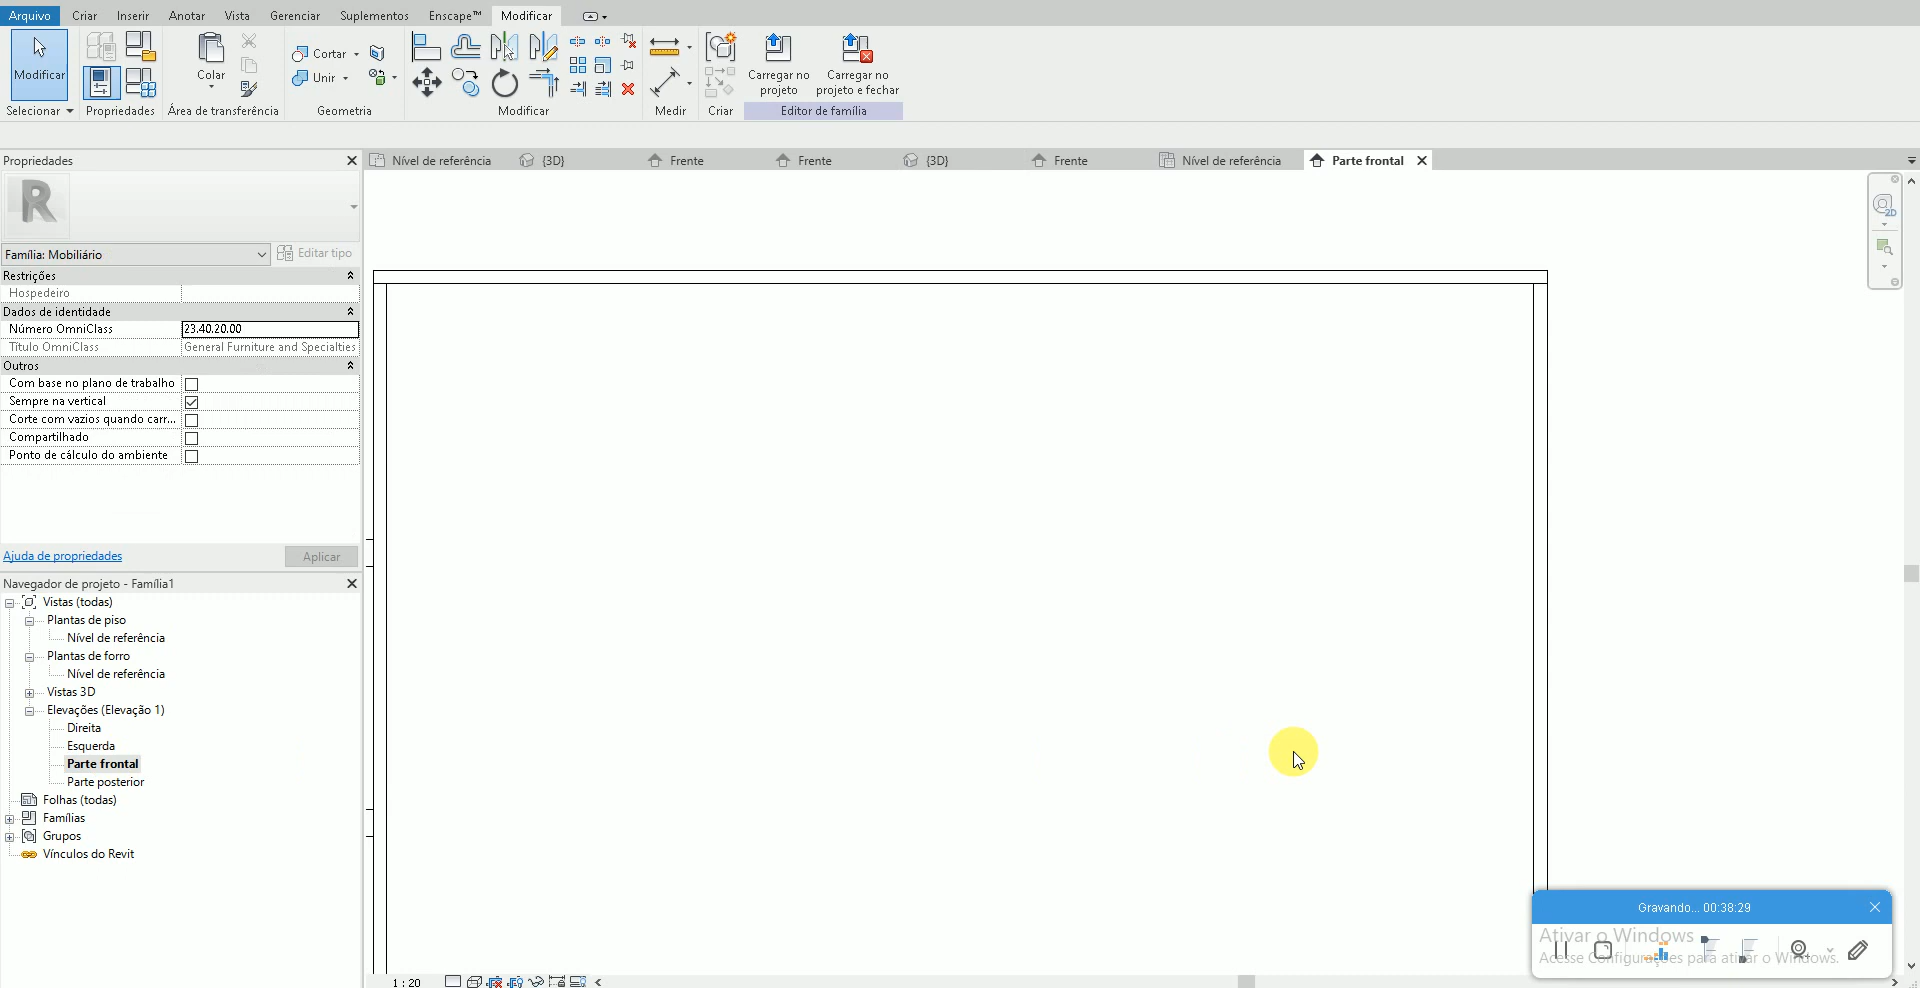 Arquivo Criar Inserir Anotar Vista Gerenciar Suplementos Enscape™ Modificar
Modificar
Colar
Cortar
Unir
Carregar no
projeto
Carregar no
projeto e fechar
Selecionar Propriedades Área de transferência Geometria Modificar Medir Criar Editor de família
Propriedades
Nível de referência {3D} Frente Frente {3D} Frente Nível de referência Parte frontal
R
2D
Família: Mobiliário Editar tipo
Restrições
Hospedeiro
Dados de identidade
Número OmniClass 23.40.20.00
Título OmniClass General Furniture and Specialties
Outros
Com base no plano de trabalho
Sempre na vertical
Corte com vazios quando carr...
Compartilhado
Ponto de cálculo do ambiente
Ajuda de propriedades Aplicar
Navegador de projeto - Família1
Vistas (todas)
Plantas de piso
Nível de referência
Plantas de forro
Nível de referência
Vistas 3D
Elevações (Elevação 1)
Direita
Esquerda
Parte frontal
Parte posterior
Folhas (todas)
Famílias
Grupos
Vínculos do Revit
Gravando... 00:38:29
Ativar o Windows
Acesse Configurações para ativar o Windows.
1 : 20